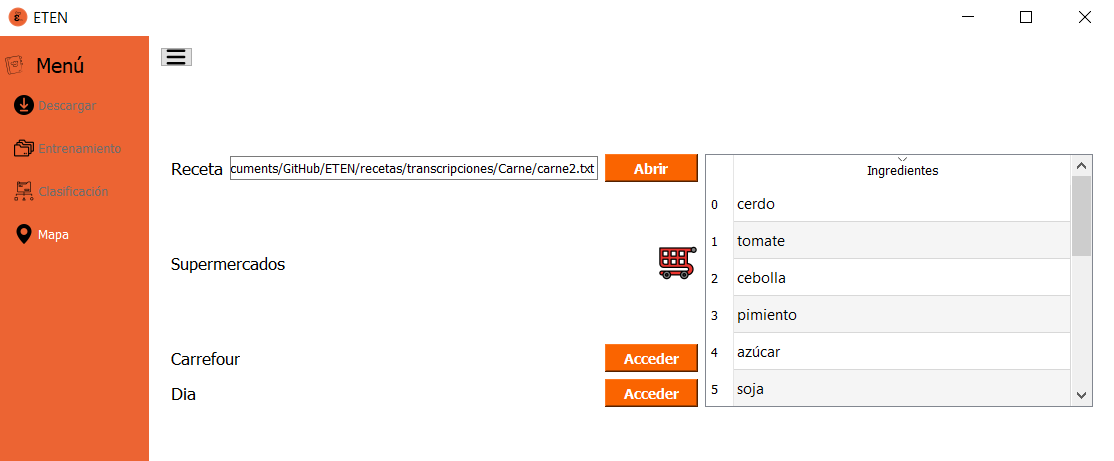 ETEN
Menú
Descargar
Entrenamiento
Clasificación
Mapa
Receta cuments/GitHub/ETEN/recetas/transcripciones/Carne/carne2.txt Abrir
Supermercados
Carrefour Acceder
Dia Acceder
Ingredientes
0 cerdo
1 tomate
2 cebolla
3 pimiento
4 azúcar
5 soja